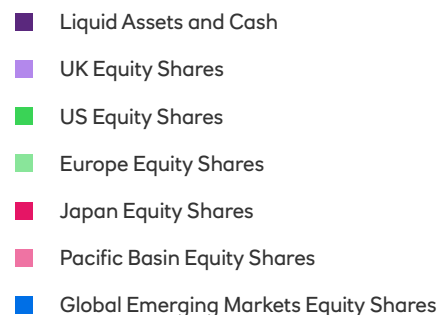 Liquid Assets and Cash
UK Equity Shares
US Equity Shares
Europe Equity Shares
Japan Equity Shares
Pacific Basin Equity Shares
Global Emerging Markets Equity Shares